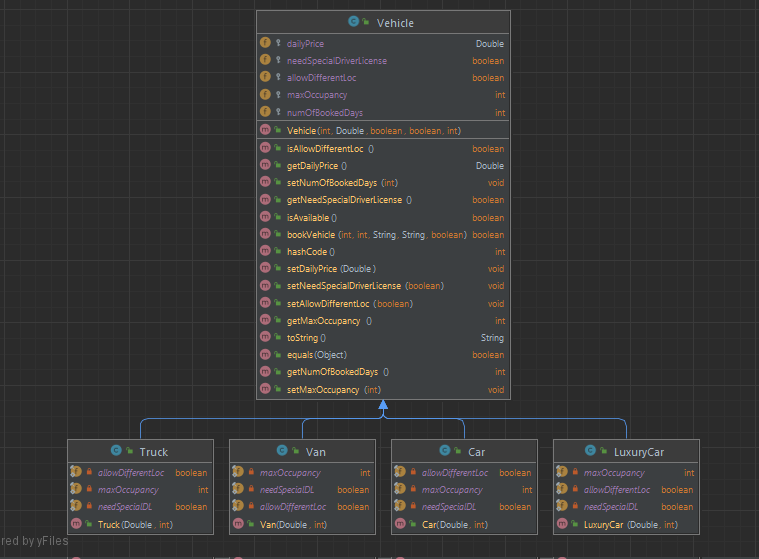 Vehicle
dailyPrice Double
needSpecialDriverLicense boolean
allowDifferentLoc boolean
maxOccupancy int
numOfBookedDays int
Vehicle(int, Double, boolean, boolean, int)
isAllowDifferentLoc () boolean
getDailyPrice () Double
setNumOfBookedDays (int) void
getNeedSpecialDriverLicense () boolean
isAvailable () boolean
bookVehicle (int, int, String, String, boolean) boolean
hashCode () int
setDailyPrice (Double) void
setNeedSpecialDriverLicense (boolean) void
setAllowDifferentLoc (boolean) void
getMaxOccupancy () int
toString () String
equals(Object) boolean
getNumOfBookedDays () int
setMaxOccupancy (int) void
Truck
allowDifferentLoc boolean
maxOccupancy int
needSpecialDL boolean
Truck(Double, int)
Van
maxOccupancy int
needSpecialDL boolean
allowDifferentLoc boolean
Van(Double, int)
Car
allowDifferentLoc boolean
maxOccupancy int
needSpecialDL boolean
Car(Double, int)
LuxuryCar
maxOccupancy int
allowDifferentLoc boolean
needSpecialDL boolean
LuxuryCar (Double, int)
red by yFiles